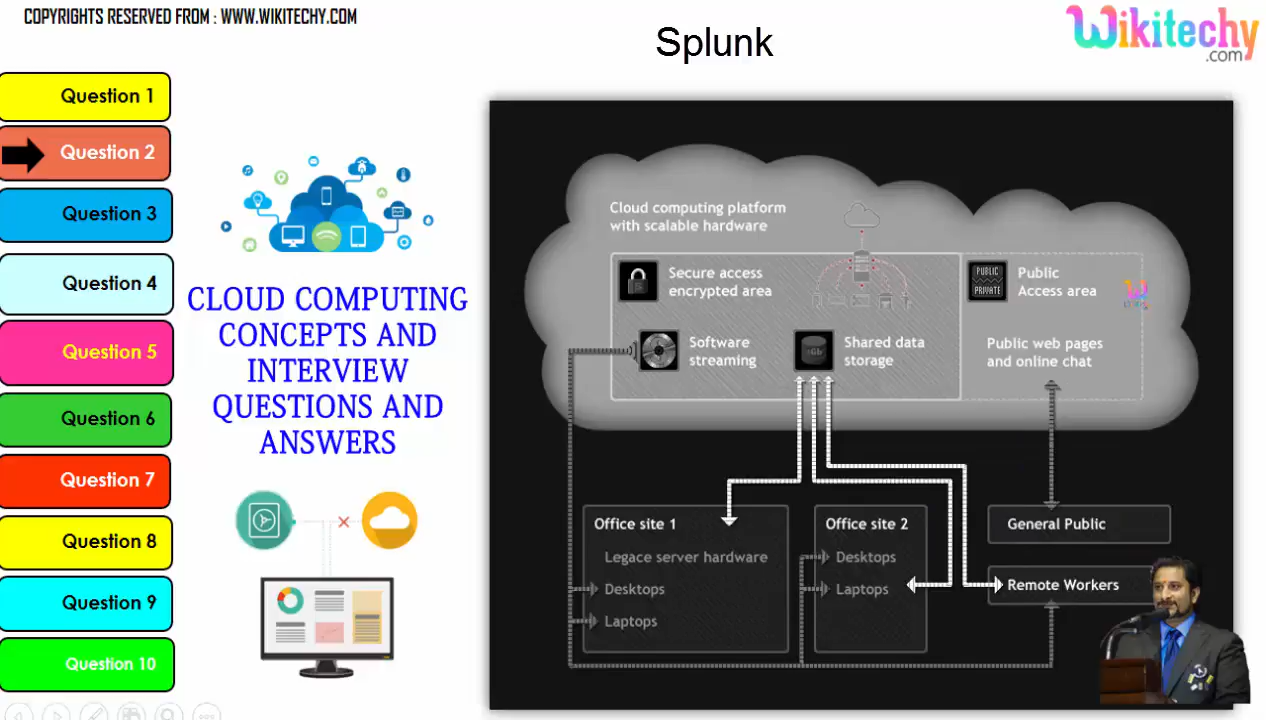 COPYRIGHTS RESERVED FROM : WWW.WIKITECHY.COM
Splunk
Wikitechy
.com
Question 1
Question 2
Question 3
Question 4
Question 5
Question 6
Question 7
Question 8
Question 9
Question 10
CLOUD COMPUTING
CONCEPTS AND
INTERVIEW
QUESTIONS AND
ANSWERS
Cloud computing platform
with scalable hardware
Secure access
encrypted area
PUBLIC
PRIVATE
Public
Access area
Software
streaming
Shared data
storage
Public web pages
and online chat
Office site 1
Legace server hardware
Desktops
Laptops
Office site 2
Desktops
Laptops
General Public
Remote Workers